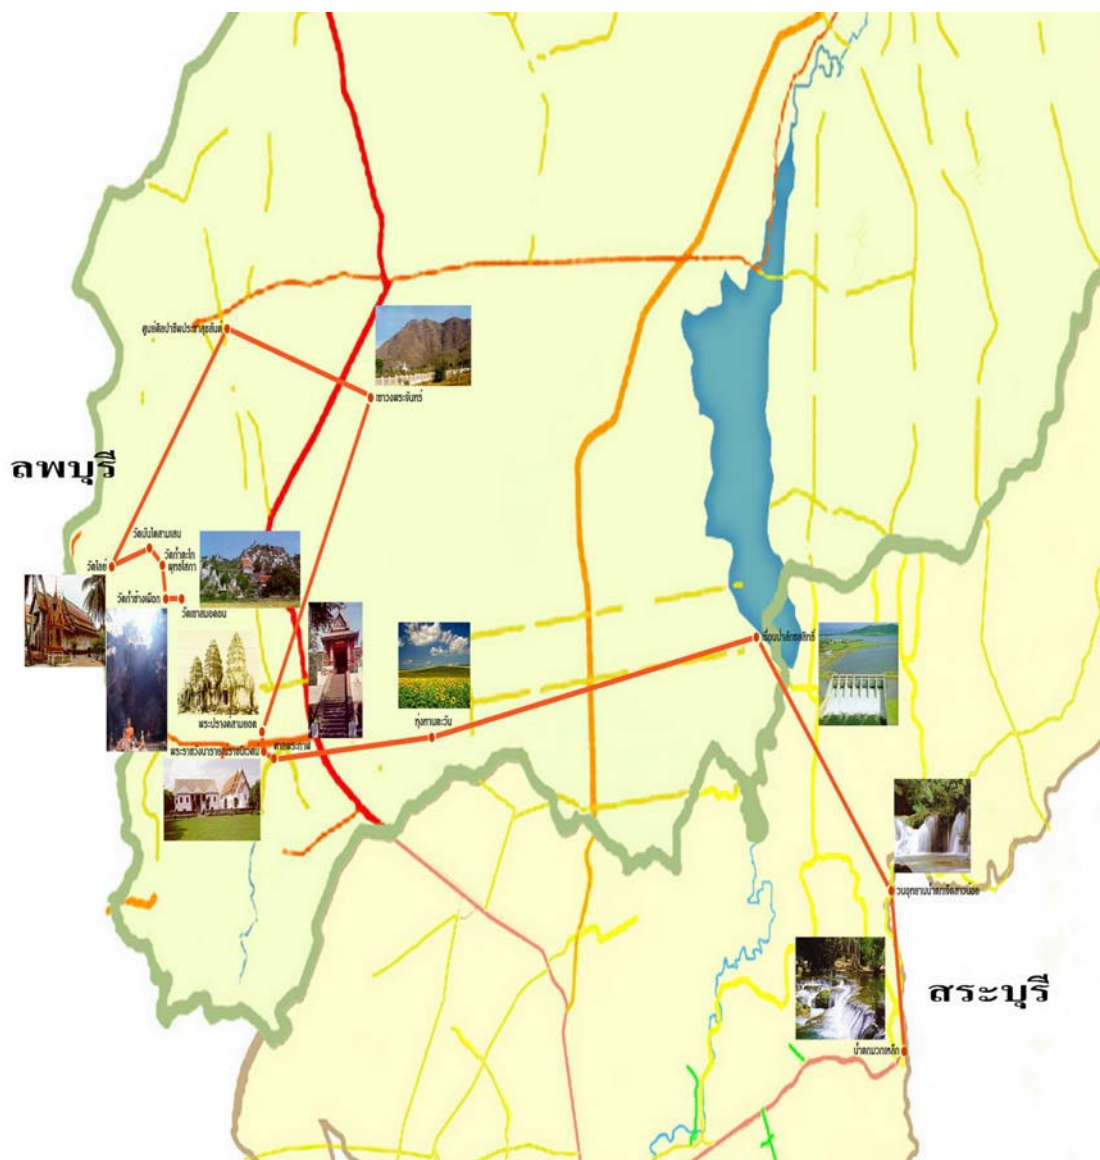 ศูนย์ศิลปาชีพประชาสุขสันต์
เขาวงพระจันทร์
ลพบุรี
วัดบันไดสามแสน
วัดถ้ำตะโก
พุทธโสภา
วัดไลย์
วัดถ้ำช้างเผือก
วัดเขาสมอคอน
เขื่อนป่าสักชลสิทธิ์
ทุ่งทานตะวัน
พระปรางค์สามยอด
พระราชวังนารายณ์ราชนิเวศน์
ศาลพระกาฬ
วนอุทยานน้ำตกเจ็ดสาวน้อย
สระบุรี
น้ำตกมวกเหล็ก